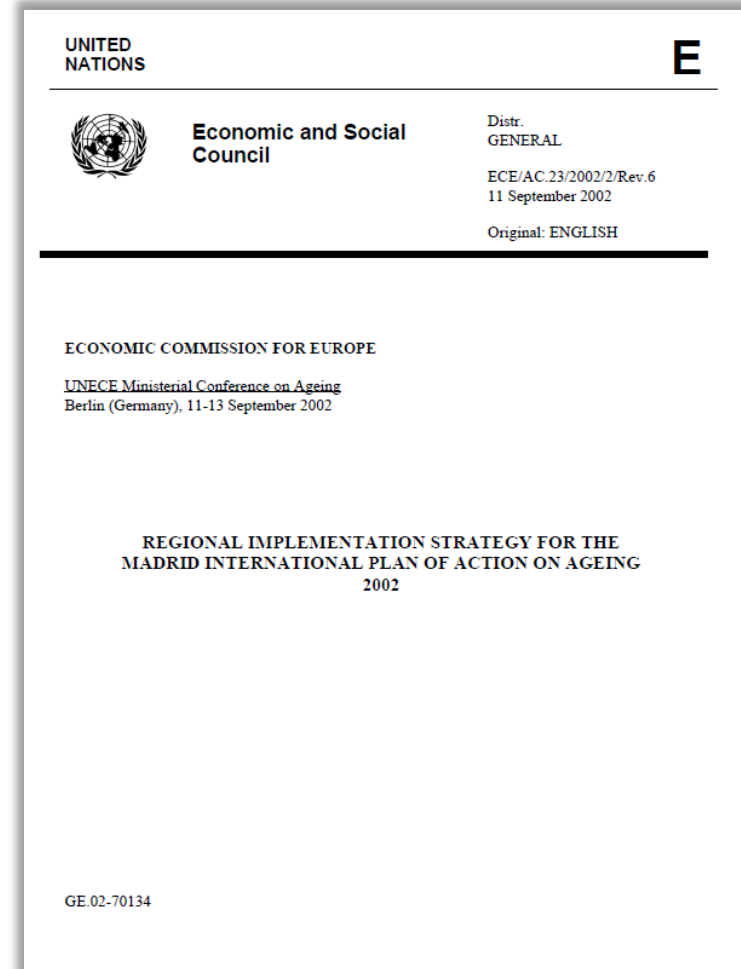 UNITED
NATIONS
E
Economic and Social
Council
Distr.
GENERAL
ECE/AC.23/2002/2/Rev.6
11 September 2002
Original: ENGLISH
ECONOMIC COMMISSION FOR EUROPE
UNECE Ministerial Conference on Ageing
Berlin (Germany), 11-13 September 2002
REGIONAL IMPLEMENTATION STRATEGY FOR THE
MADRID INTERNATIONAL PLAN OF ACTION ON AGEING
2002
GE.02-70134